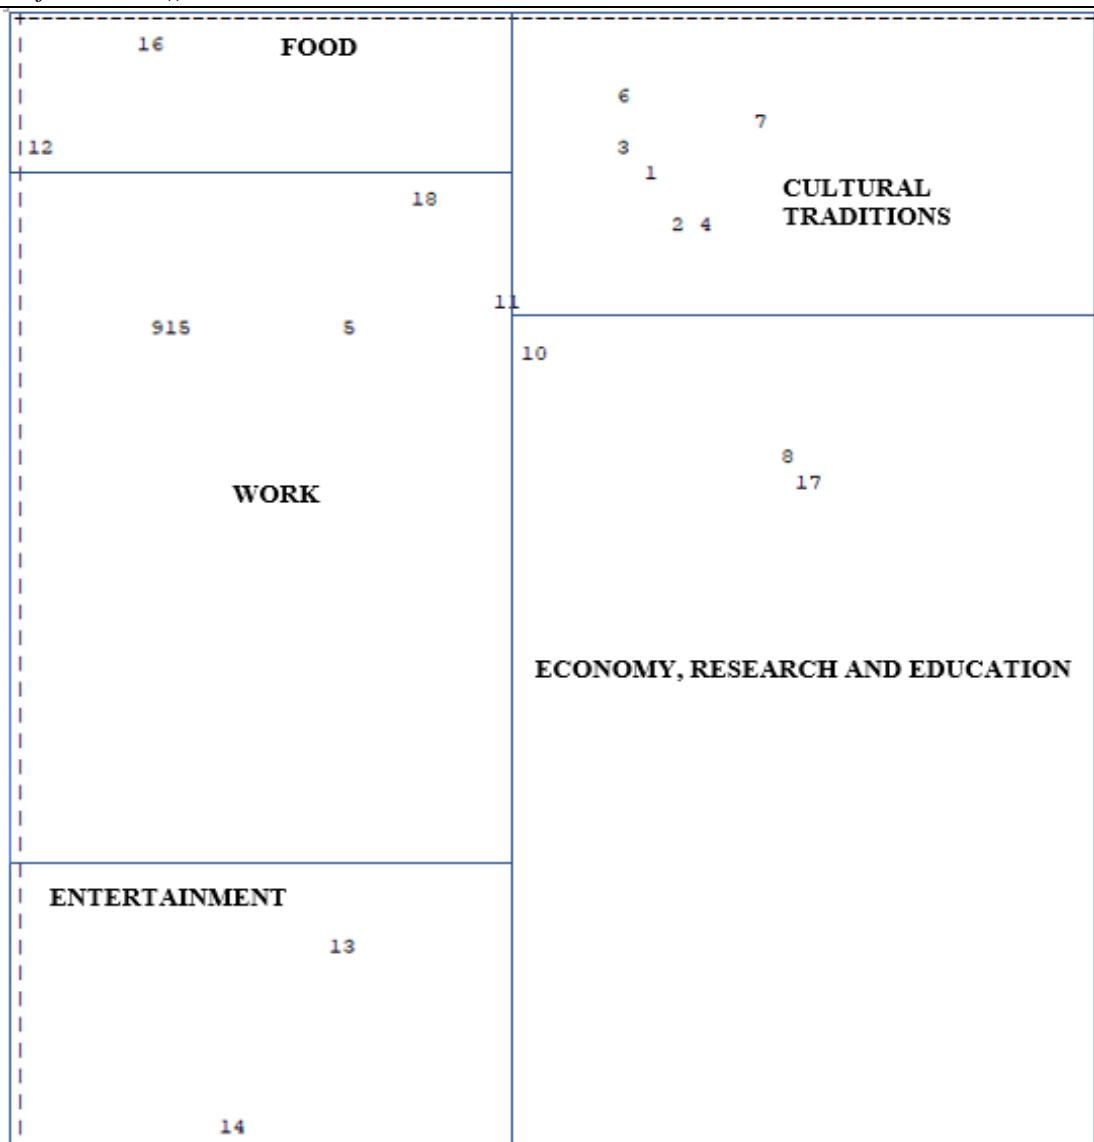 16 FOOD
6
7
12
3
1
18
CULTURAL
TRADITIONS
2 4
11
915 5
10
8
17
WORK
ECONOMY, RESEARCH AND EDUCATION
ENTERTAINMENT
13
14